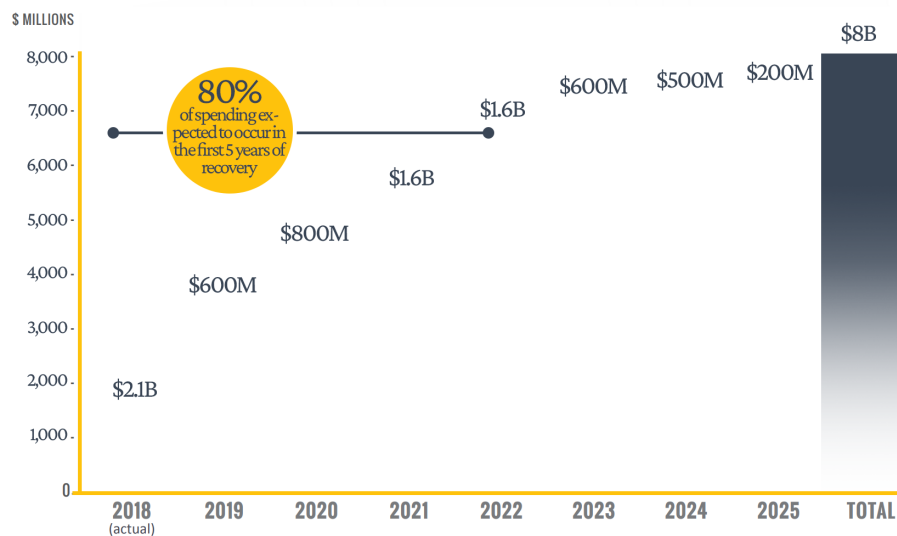 $ MILLIONS
$8B
8,000
7,000
6,000
5,000
4,000
3,000
2,000
1,000
0
80%
of spending ex-
pected to occur in
the first 5 years of
recovery
$2.1B
$600M
$800M
$1.6B
$1.6B
$600M
$500M
$200M
2018 2019 2020 2021 2022 2023 2024 2025 TOTAL
(actual)